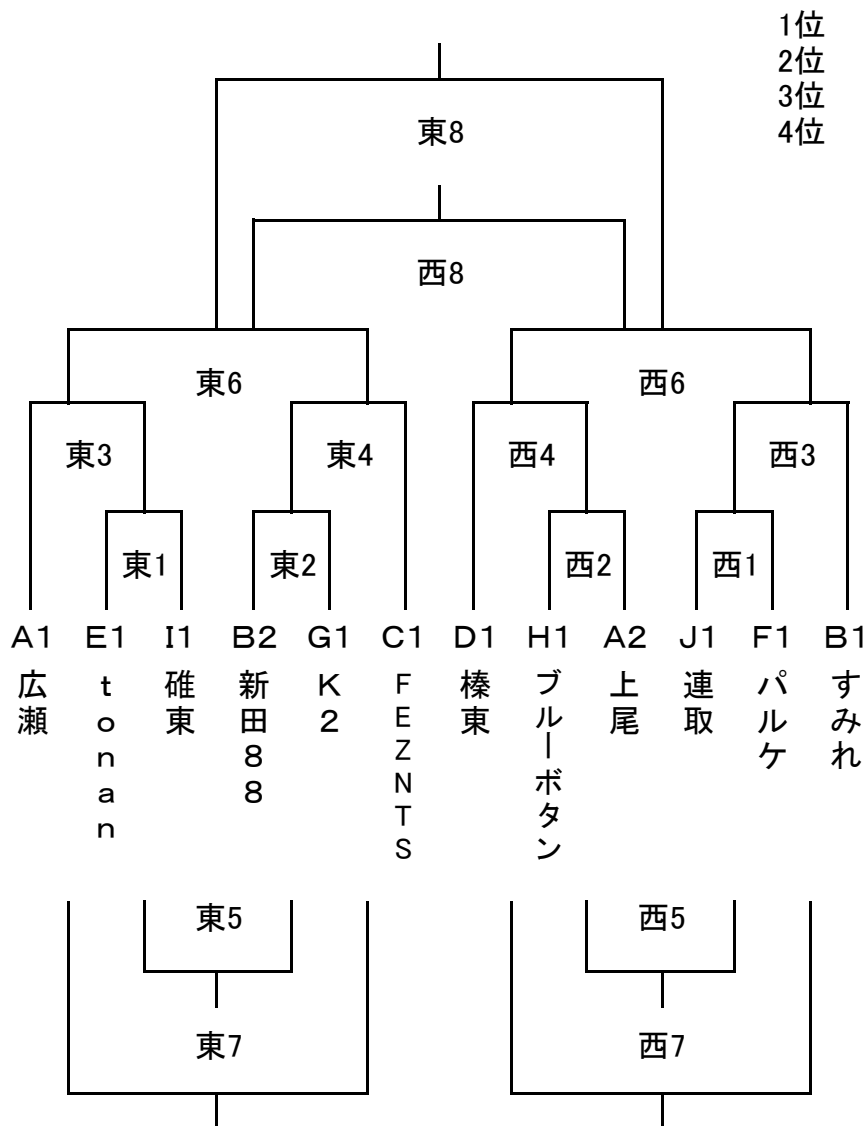 1位
2位
3位
4位
東8
西8
東6
西6
東3
東4
西4
西3
東1
東2
西2
西1
A1
E1
I1
B2
G1
C1
D1
H1
A2
J1
F1
B1
広瀬
tonan
碓東
新田88
K2
FEZNTS
榛東
ブルーボタン
上尾
連取
パルケ
すみれ
東5
西5
東7
西7